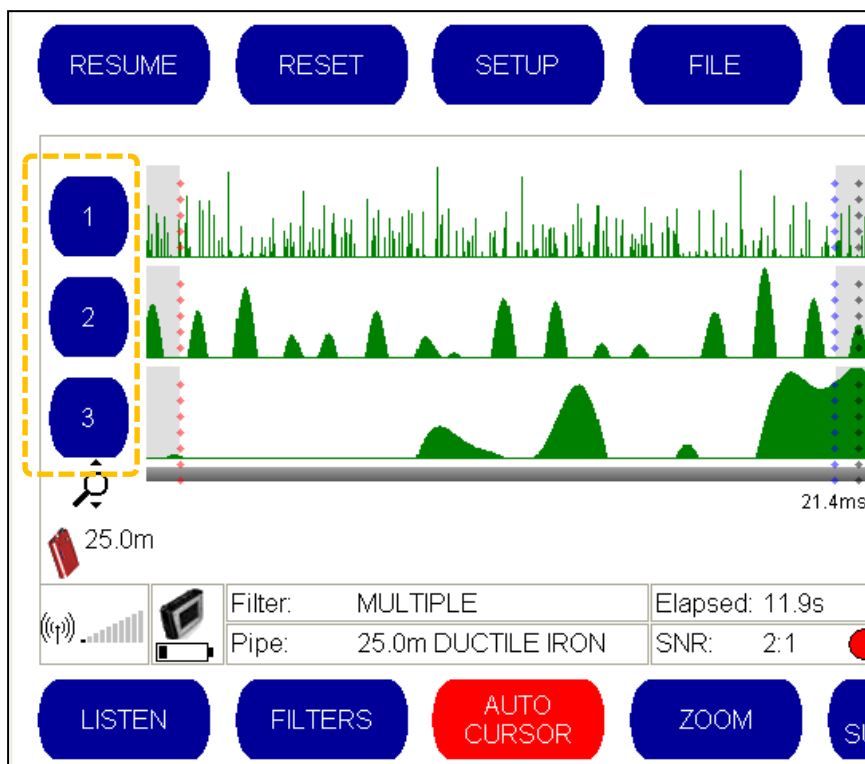 RESUME
RESET
SETUP
FILE
1
2
3
21.4ms
25.0m
Filter: MULTIPLE
Elapsed: 11.9s
Pipe: 25.0m DUCTILE IRON
SNR: 2:1
LISTEN
FILTERS
AUTO
CURSOR
ZOOM